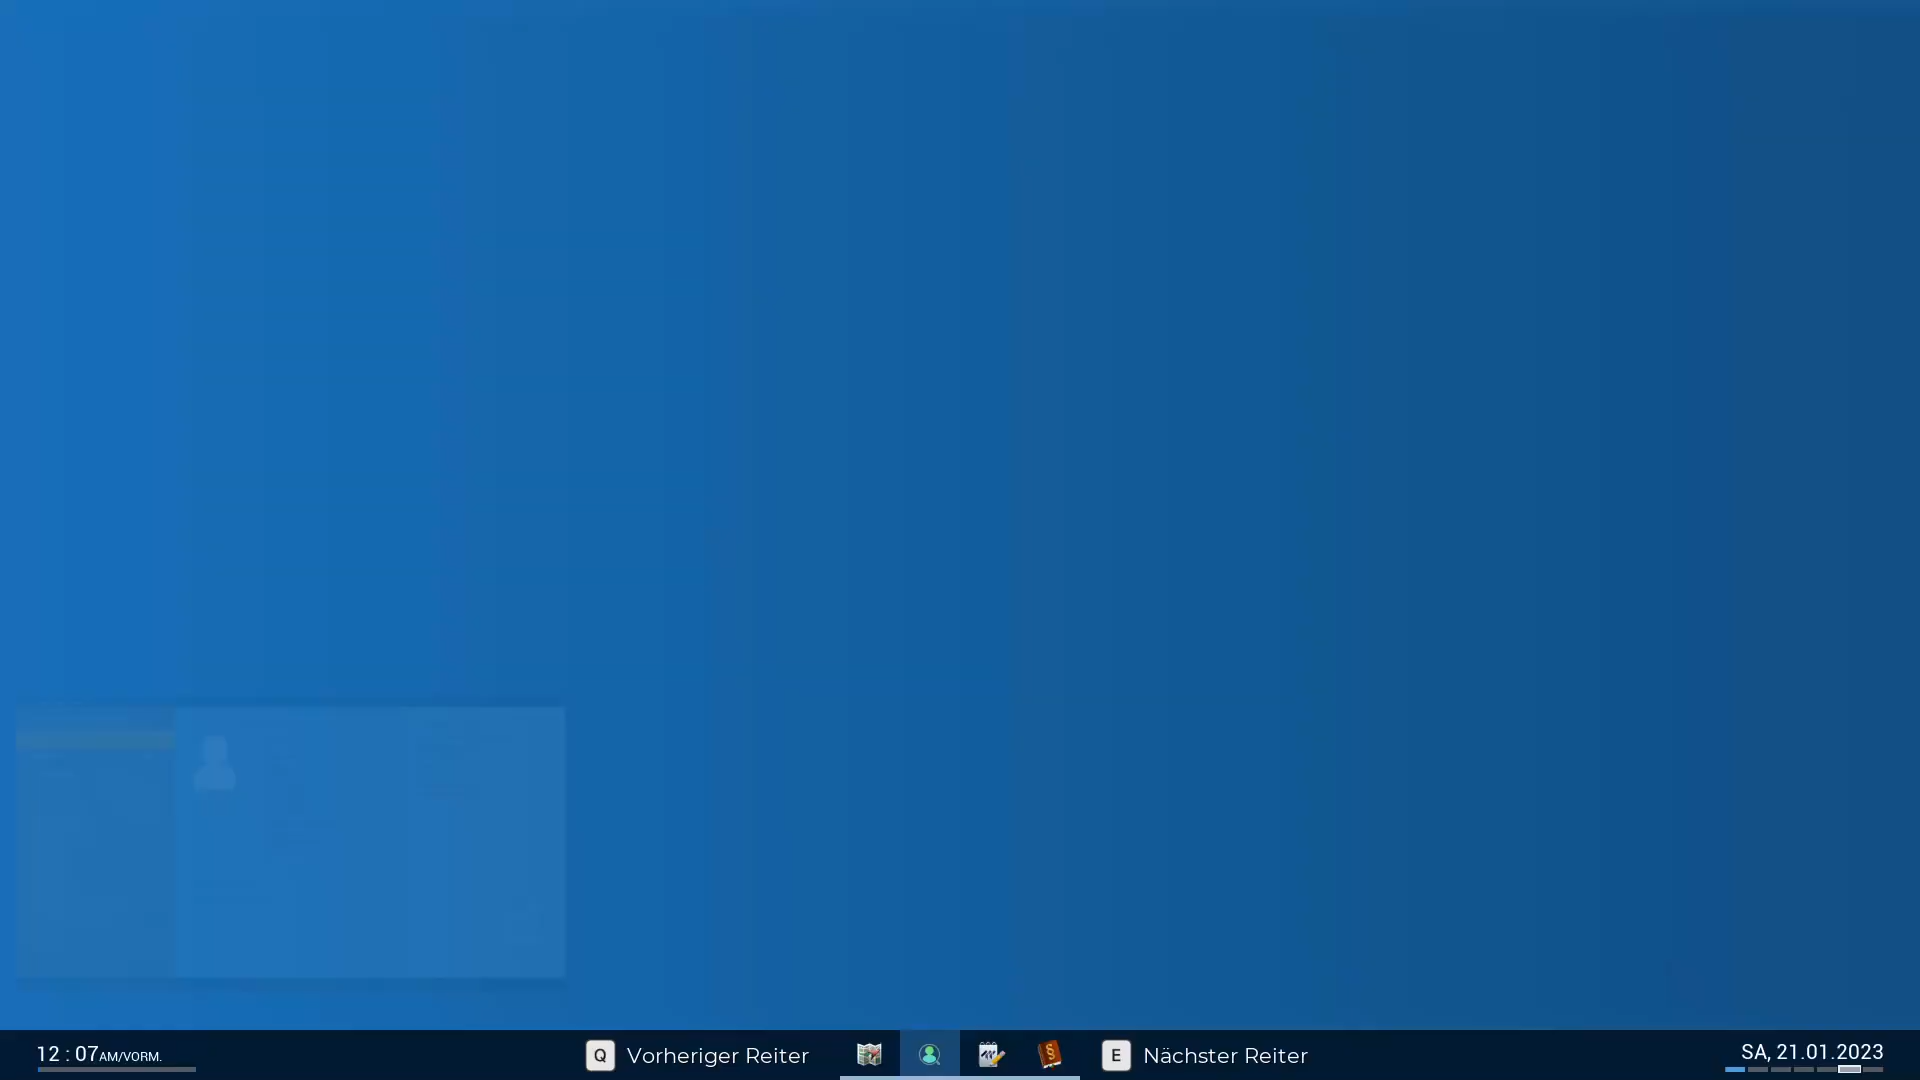 12 : 07AM/VORM.
Q Vorheriger Reiter
E Nächster Reiter
SA, 21.01.2023